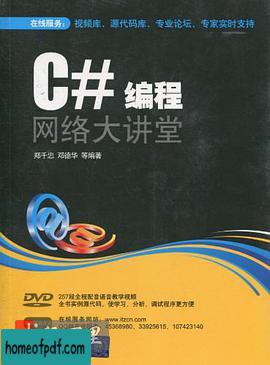 在线服务：视频库、源代码库、专业论坛、专家实时支持
C# 编程
网络大讲堂
郑千忠 邓德华 等编著
DVD 257段全程配音语音教学视频
全书实例源代码，使学习，分析，调试程序更方便
在线服务网站：www.itzcn.com
45368980、33925615、107423140
homeofpdf.com